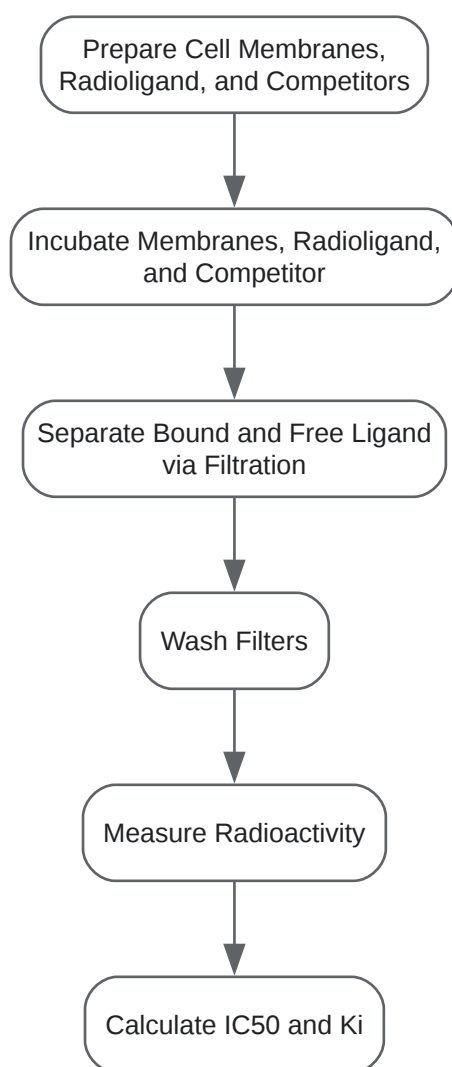 Prepare Cell Membranes,
Radioligand, and Competitors
Incubate Membranes, Radioligand,
and Competitor
Separate Bound and Free Ligand
via Filtration
Wash Filters
Measure Radioactivity
Calculate IC50 and Ki